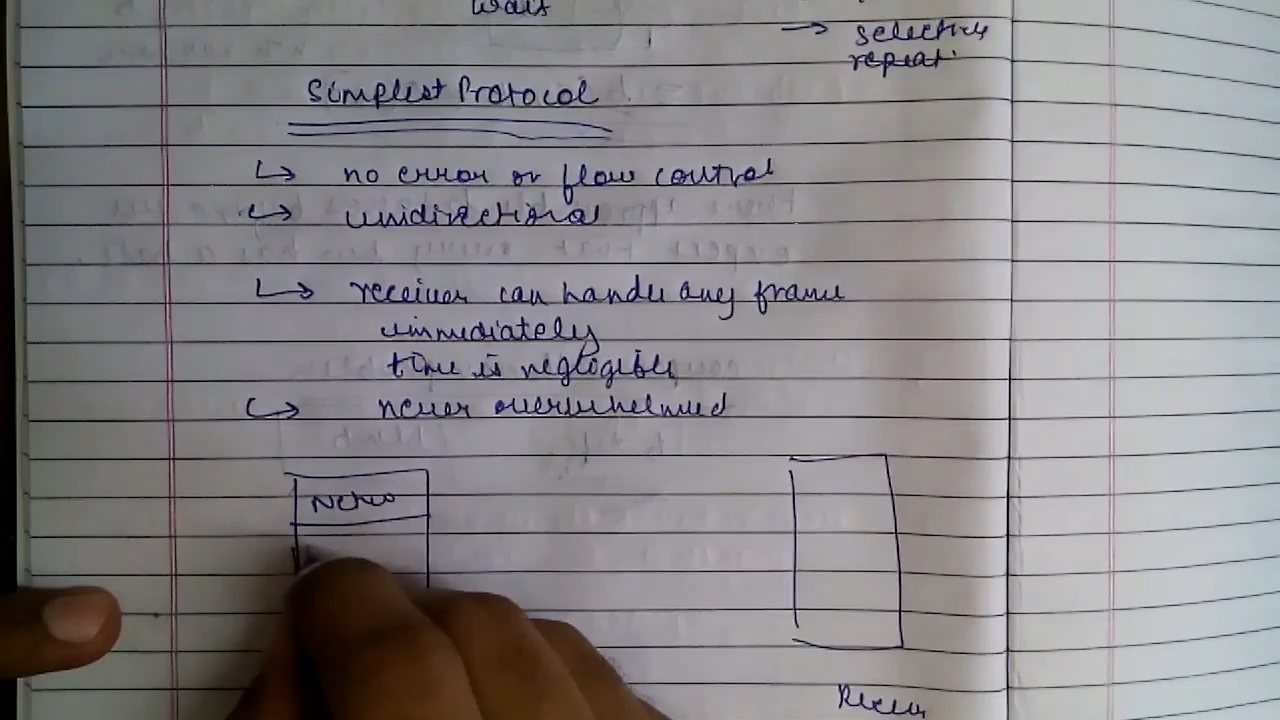 wait
→ selective
repeat
Simplest Protocol
↳ no error or flow control
↳ unidirectional
↳ receiver can handle any frame
immediately
time is negligible
↳ never overwhelmed